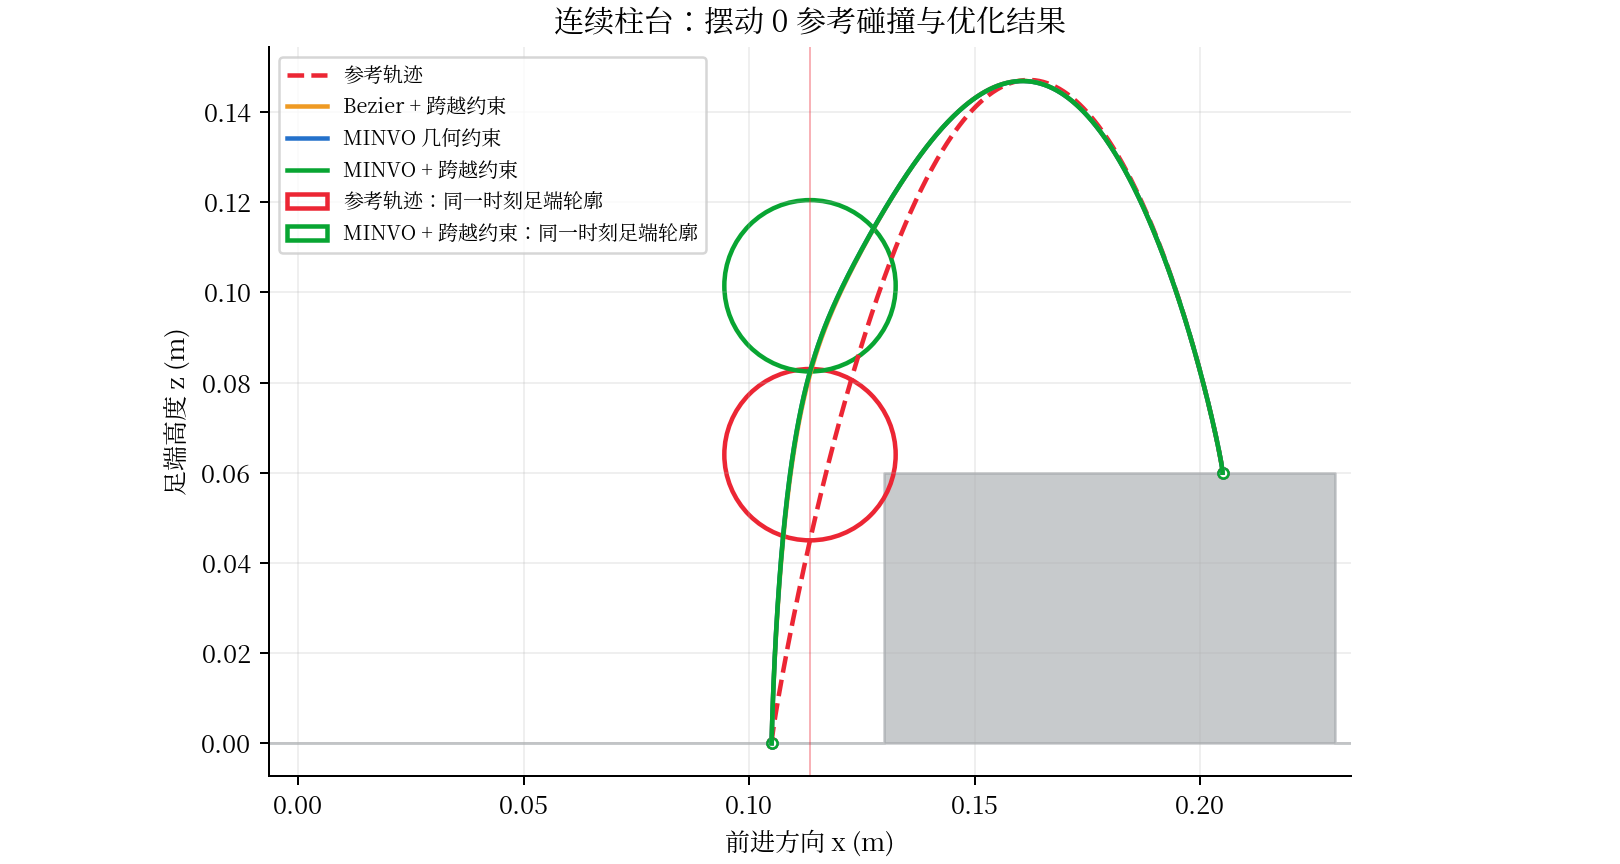 连续柱台：摆动 0 参考碰撞与优化结果
参考轨迹
Bezier + 跨越约束
MINVO 几何约束
MINVO + 跨越约束
参考轨迹：同一时刻足端轮廓
MINVO + 跨越约束：同一时刻足端轮廓
足端高度 z (m)
0.14
0.12
0.10
0.08
0.06
0.04
0.02
0.00
0.00 0.05 0.10 0.15 0.20
前进方向 x (m)